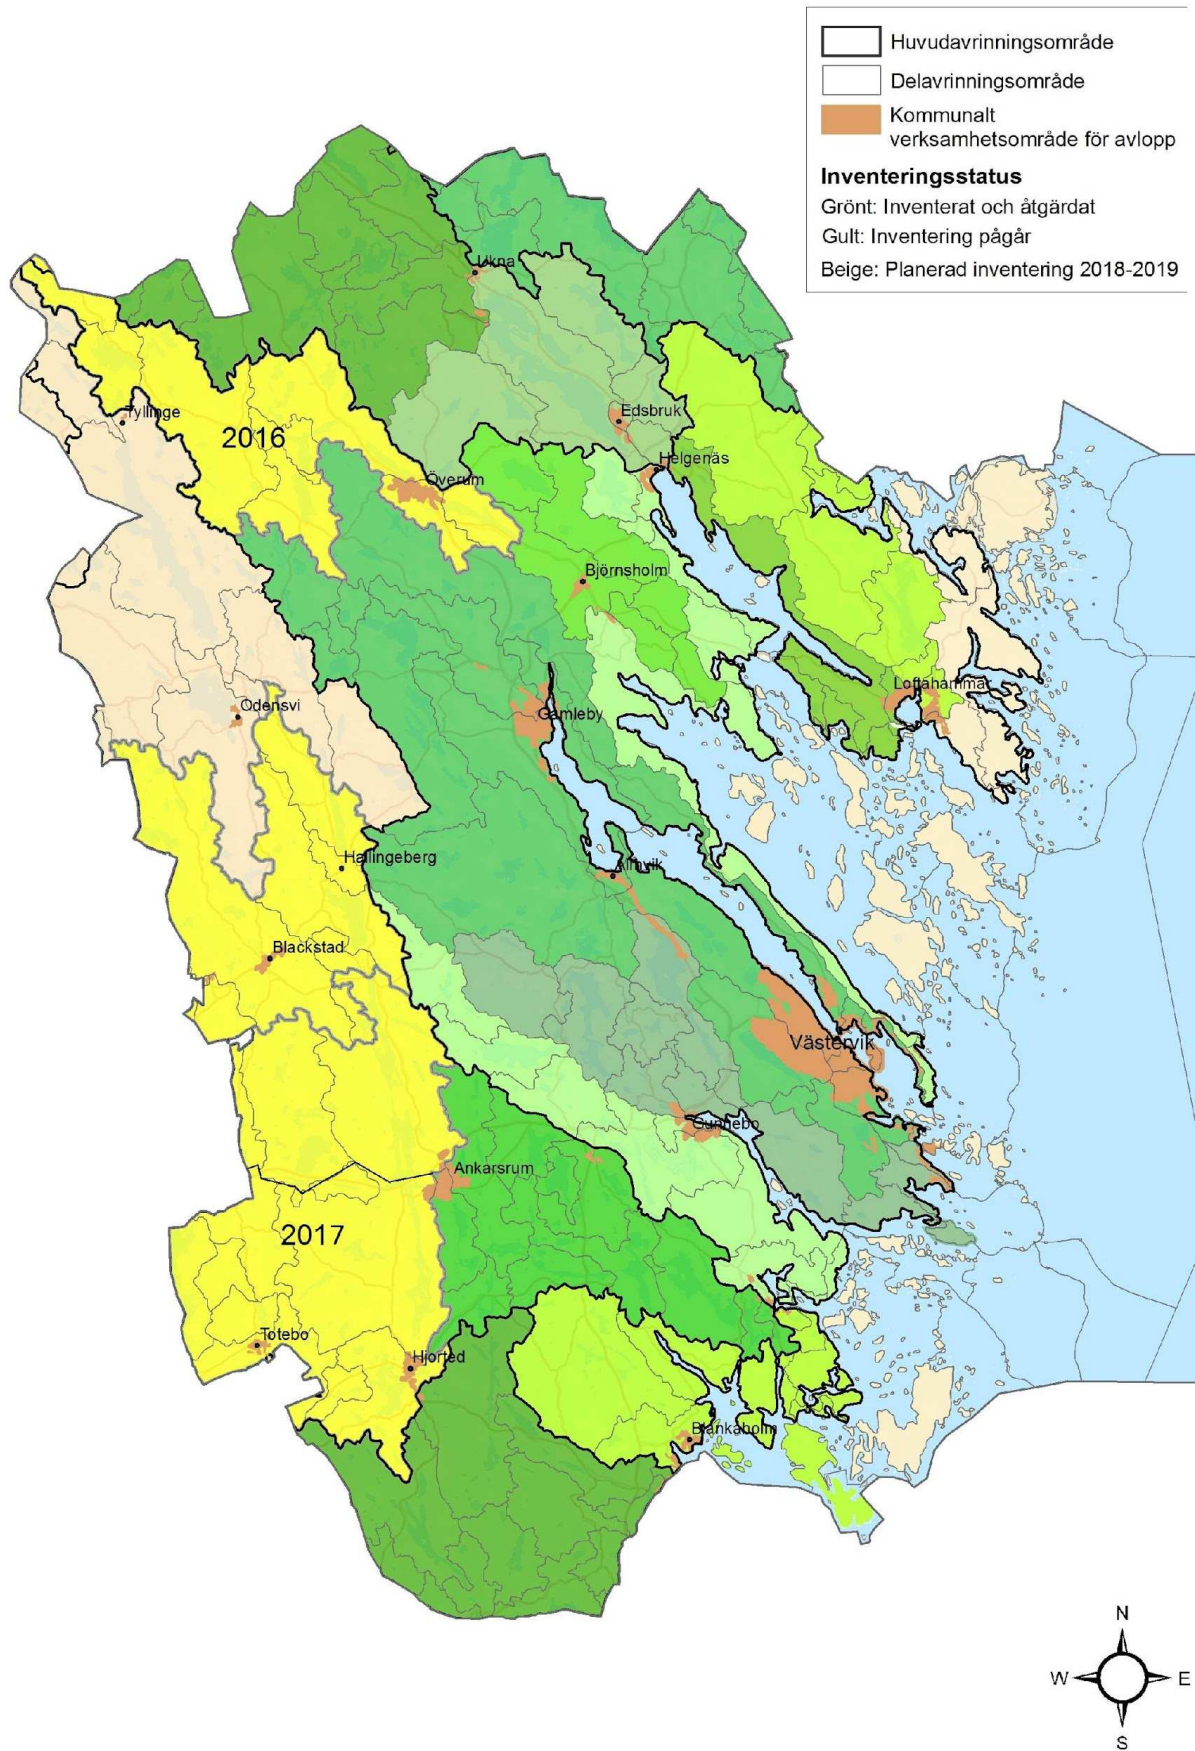 Huvudavrinningsområde
Delavrinningsområde
Kommunalt
verksamhetsområde för avlopp
Inventeringsstatus
Grönt: Inventerat och åtgärdat
Gult: Inventering pågår
Beige: Planerad inventering 2018-2019
Ukna
Tyllinge
2016
Edsbruk
Helgenäs
Överum
Björnsholm
Loftahammar
Odensvi
Gamleby
Hallingeberg
Almvik
Blackstad
Västervik
Gunnebo
Ankarsrum
2017
Totebo
Hjorted
Blankaholm
N
W E
S